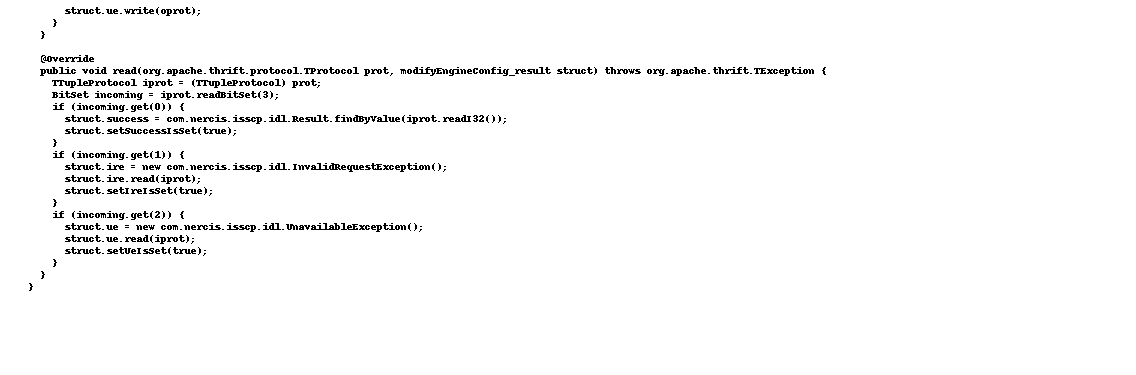 struct.ue.write(oprot);
}
}
@Override
public void read(org.apache.thrift.protocol.TProtocol prot, modifyEngineConfig_result struct) throws org.apache.thrift.TException {
TTupleProtocol iprot = (TTupleProtocol) prot;
BitSet incoming = iprot.readBitSet(3);
if (incoming.get(0)) {
struct.success = com.nercis.isscp.idl.Result.findByValue(iprot.readI32());
struct.setSuccessIsSet(true);
}
if (incoming.get(1)) {
struct.ire = new com.nercis.isscp.idl.InvalidRequestException();
struct.ire.read(iprot);
struct.setIreIsSet(true);
}
if (incoming.get(2)) {
struct.ue = new com.nercis.isscp.idl.UnavailableException();
struct.ue.read(iprot);
struct.setUeIsSet(true);
}
}
}